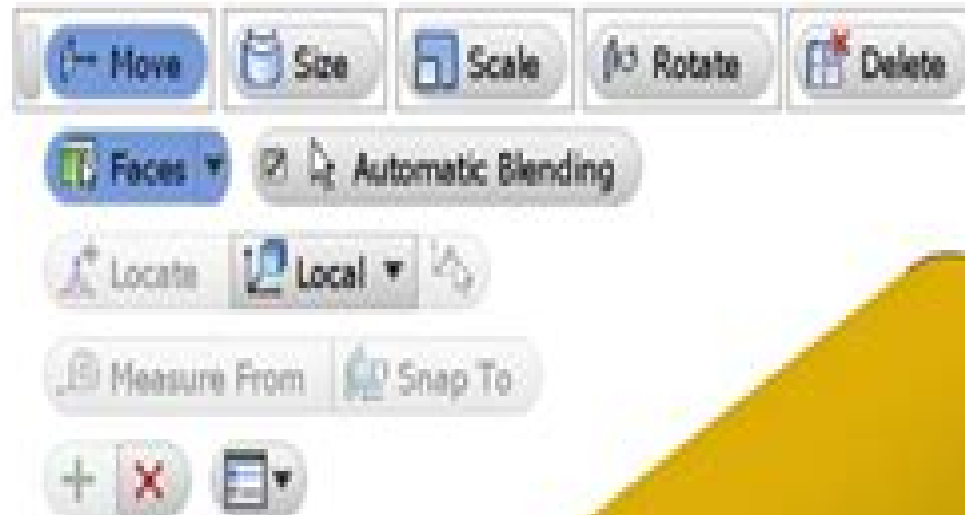 Move Size Scale Rotate Delete
Faces Automatic Blending
Locate Local
Measure From Snap To